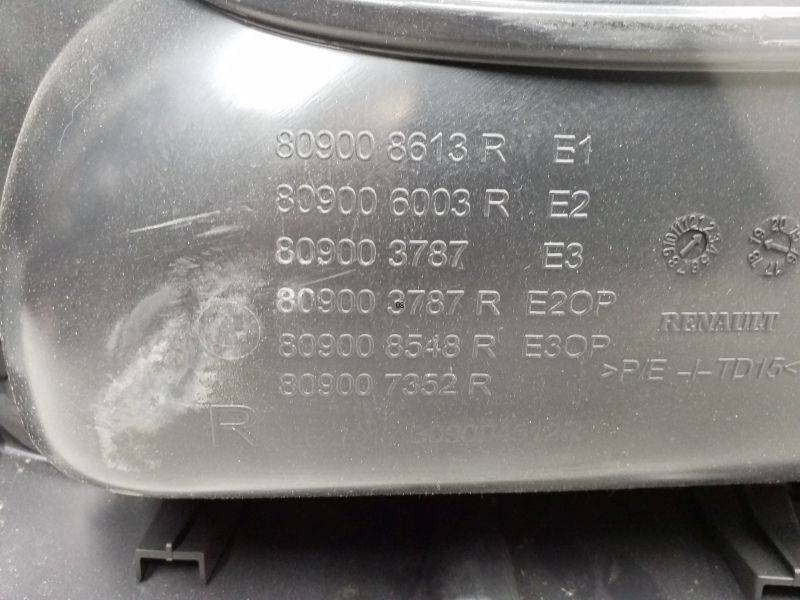 80900 8613 R E1
80900 6003 R E2
80900 3787 E3
80900 3787 R E2OP
80900 8548 R E3OP
80900 7352 R
RENAULT
>P/E -I- TD15<
R